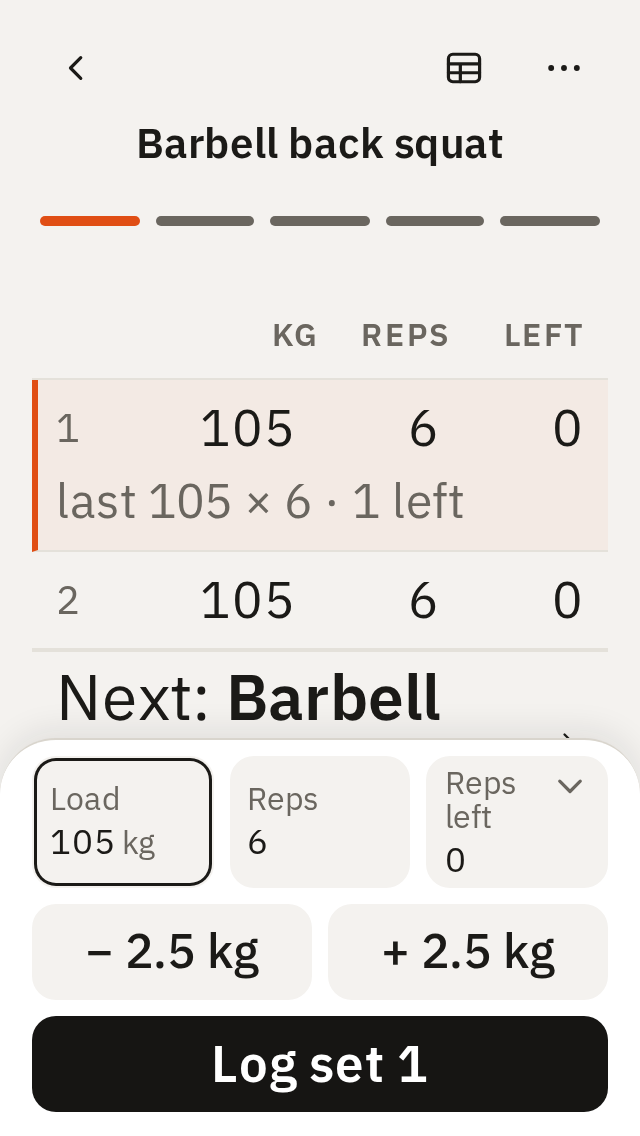 Barbell back squat
KG REPS LEFT
1 105 6 0
last 105 × 6 · 1 left
2 105 6 0
Next: Barbell
Load
105 kg
Reps
6
Reps
left
0
− 2.5 kg
+ 2.5 kg
Log set 1